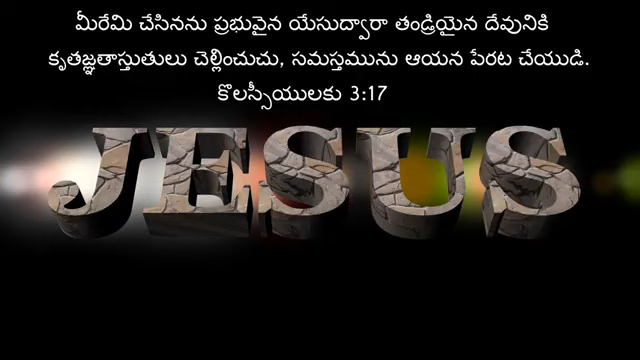 మీరేమి చేసినను ప్రభువైన యేసుద్వారా తండ్రియైన దేవునికి
కృతజ్ఞతాస్తుతులు చెల్లించుచు, సమస్తమును ఆయన పేరట చేయుడి.
కొలస్సీయులకు 3:17
JESUS